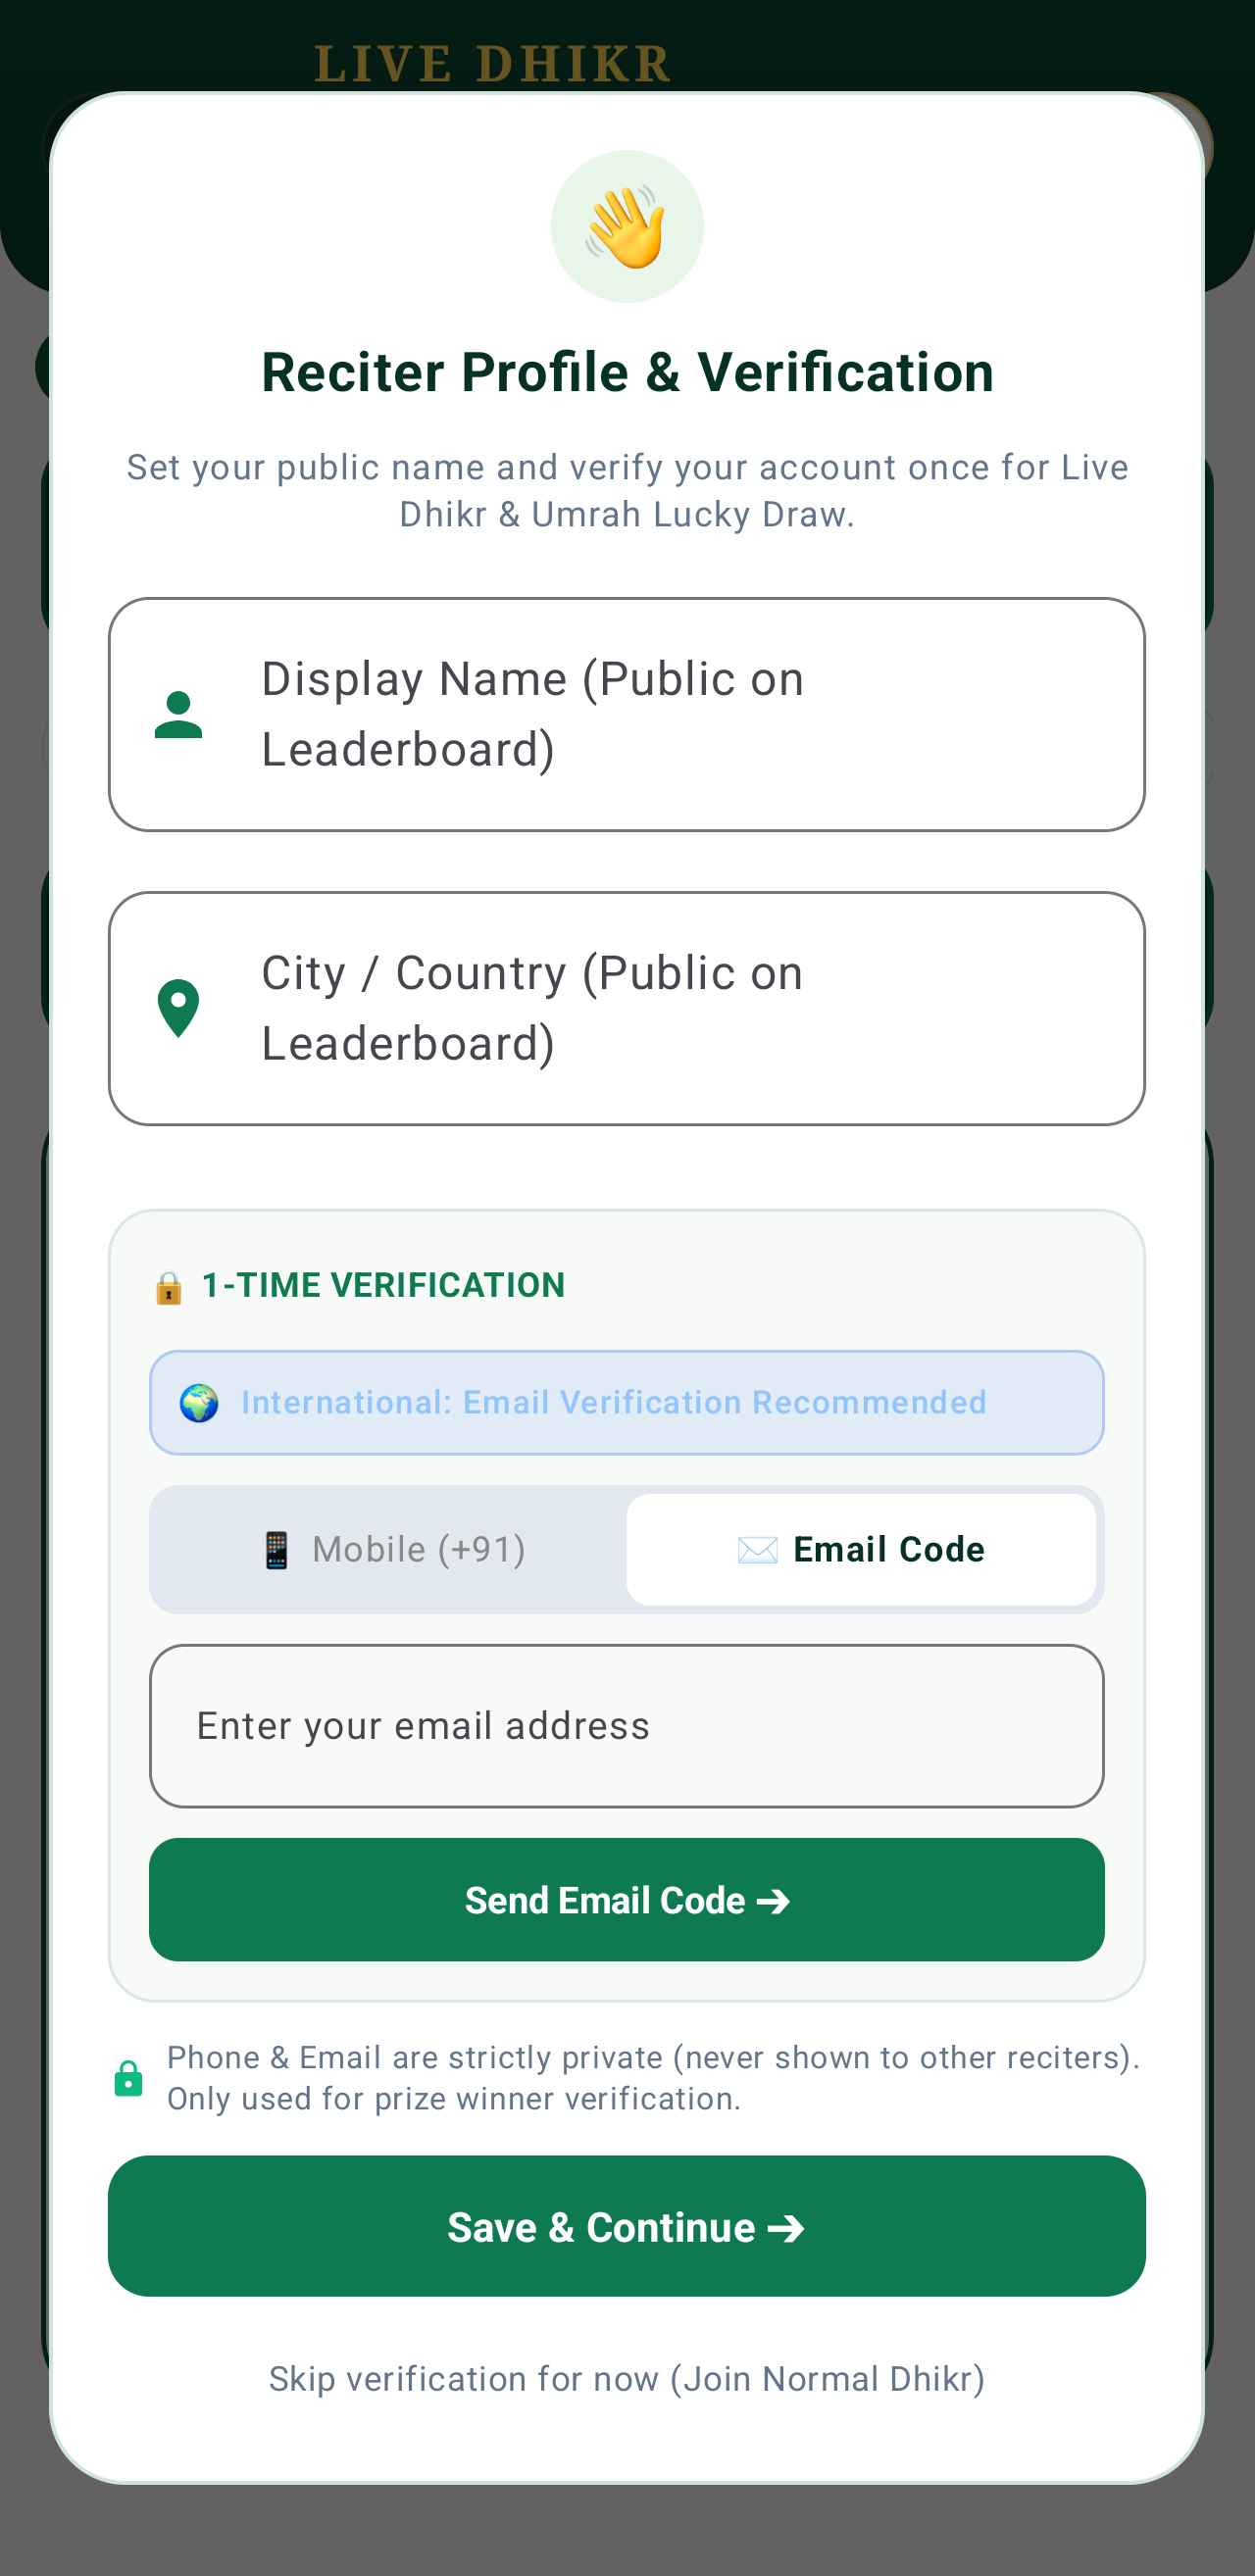 LIVE DHIKR
👋
Reciter Profile & Verification
Set your public name and verify your account once for Live
Dhikr & Umrah Lucky Draw.
Display Name (Public on
Leaderboard)
City / Country (Public on
Leaderboard)
🔒 1-TIME VERIFICATION
🌍 International: Email Verification Recommended
📱 Mobile (+91)
✉️ Email Code
Enter your email address
Send Email Code ➔
Phone & Email are strictly private (never shown to other reciters).
Only used for prize winner verification.
Save & Continue ➔
Skip verification for now (Join Normal Dhikr)